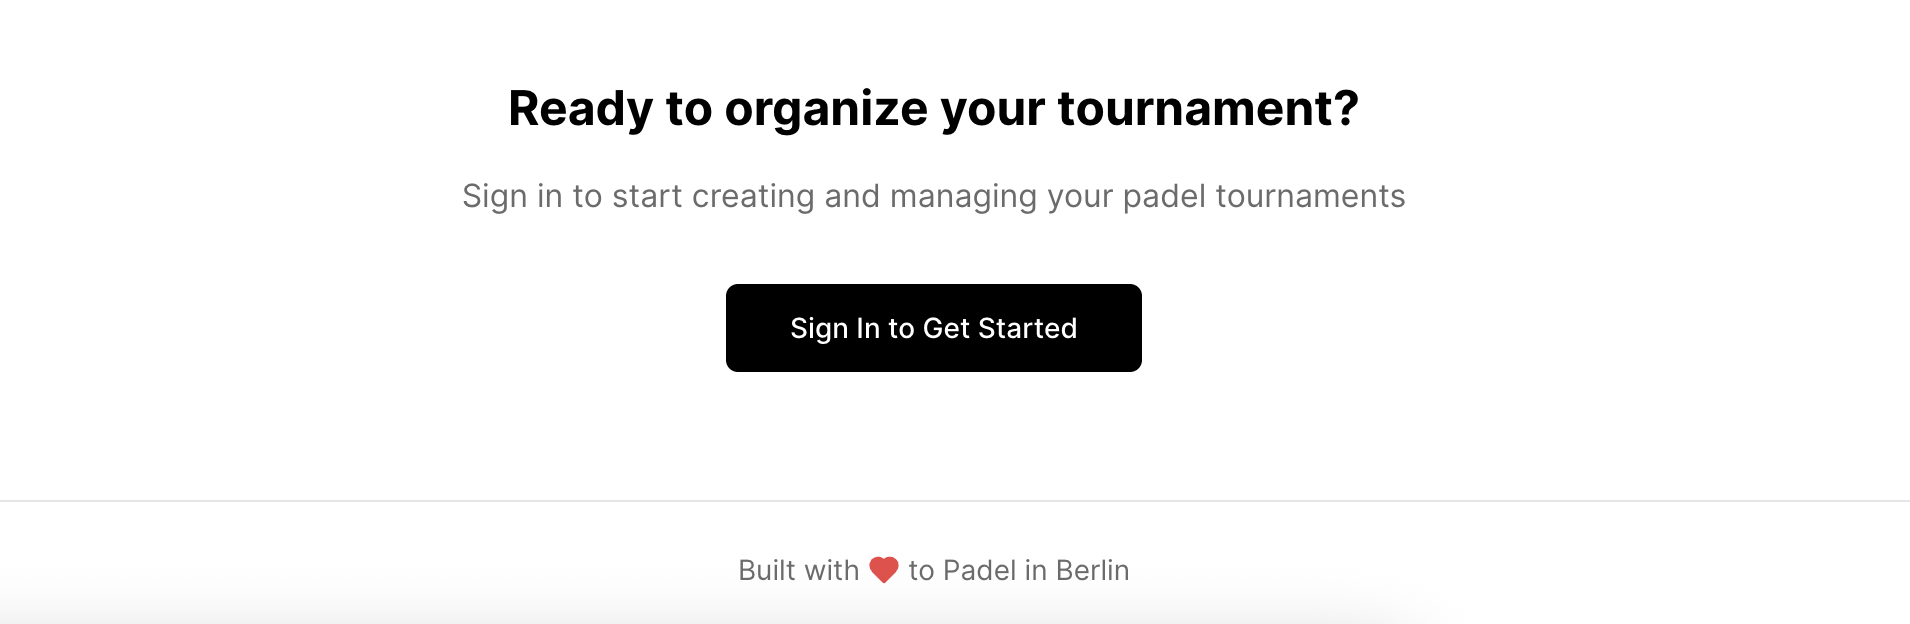 Ready to organize your tournament?
Sign in to start creating and managing your padel tournaments
Sign In to Get Started
Built with ❤️ to Padel in Berlin